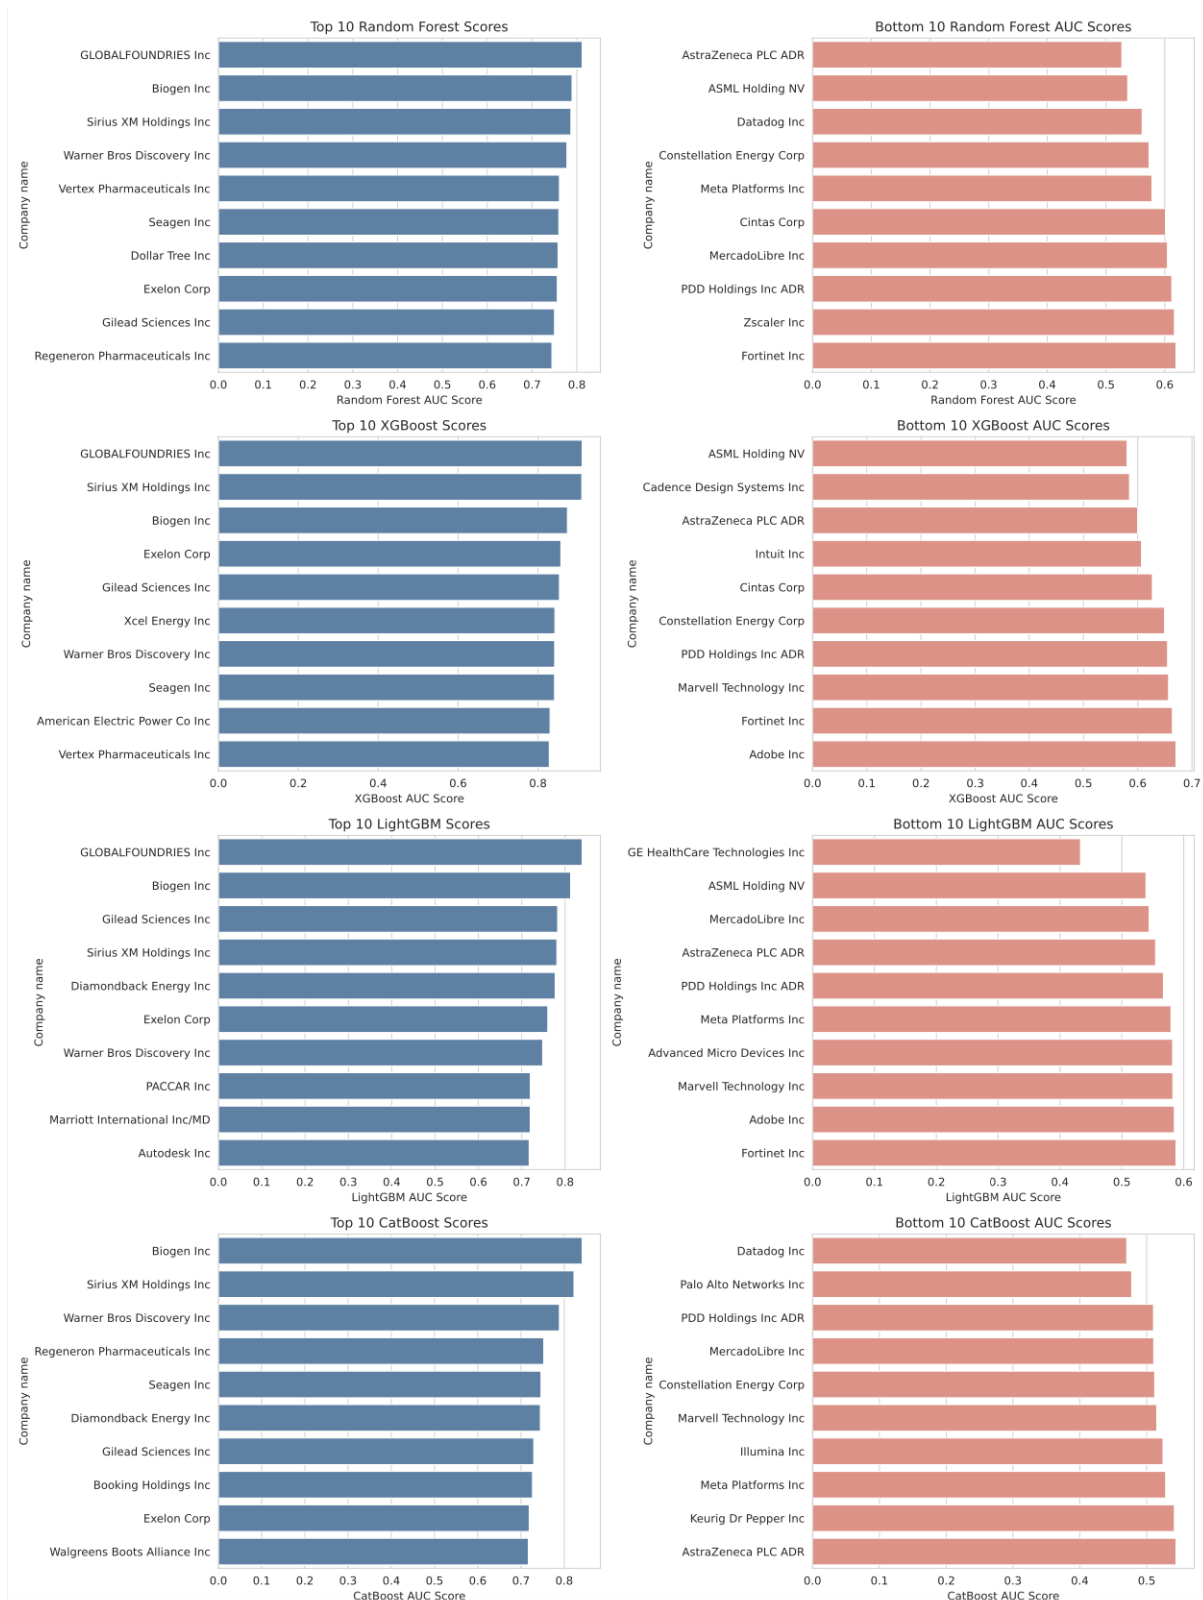 Top 10 Random Forest Scores
Company name
GLOBALFOUNDRIES Inc
Biogen Inc
Sirius XM Holdings Inc
Warner Bros Discovery Inc
Vertex Pharmaceuticals Inc
Seagen Inc
Dollar Tree Inc
Exelon Corp
Gilead Sciences Inc
Regeneron Pharmaceuticals Inc
0.0 0.1 0.2 0.3 0.4 0.5 0.6 0.7 0.8
Random Forest AUC Score
Bottom 10 Random Forest AUC Scores
Company name
AstraZeneca PLC ADR
ASML Holding NV
Datadog Inc
Constellation Energy Corp
Meta Platforms Inc
Cintas Corp
MercadoLibre Inc
PDD Holdings Inc ADR
Zscaler Inc
Fortinet Inc
0.0 0.1 0.2 0.3 0.4 0.5 0.6
Random Forest AUC Score
Top 10 XGBoost Scores
Company name
GLOBALFOUNDRIES Inc
Sirius XM Holdings Inc
Biogen Inc
Exelon Corp
Gilead Sciences Inc
Xcel Energy Inc
Warner Bros Discovery Inc
Seagen Inc
American Electric Power Co Inc
Vertex Pharmaceuticals Inc
0.0 0.2 0.4 0.6 0.8
XGBoost AUC Score
Bottom 10 XGBoost AUC Scores
Company name
ASML Holding NV
Cadence Design Systems Inc
AstraZeneca PLC ADR
Intuit Inc
Cintas Corp
Constellation Energy Corp
PDD Holdings Inc ADR
Marvell Technology Inc
Fortinet Inc
Adobe Inc
0.0 0.1 0.2 0.3 0.4 0.5 0.6 0.7
XGBoost AUC Score
Top 10 LightGBM Scores
Company name
GLOBALFOUNDRIES Inc
Biogen Inc
Gilead Sciences Inc
Sirius XM Holdings Inc
Diamondback Energy Inc
Exelon Corp
Warner Bros Discovery Inc
PACCAR Inc
Marriott International Inc/MD
Autodesk Inc
0.0 0.1 0.2 0.3 0.4 0.5 0.6 0.7 0.8
LightGBM AUC Score
Bottom 10 LightGBM AUC Scores
Company name
GE HealthCare Technologies Inc
ASML Holding NV
MercadoLibre Inc
AstraZeneca PLC ADR
PDD Holdings Inc ADR
Meta Platforms Inc
Advanced Micro Devices Inc
Marvell Technology Inc
Adobe Inc
Fortinet Inc
0.0 0.1 0.2 0.3 0.4 0.5 0.6
LightGBM AUC Score
Top 10 CatBoost Scores
Company name
Biogen Inc
Sirius XM Holdings Inc
Warner Bros Discovery Inc
Regeneron Pharmaceuticals Inc
Seagen Inc
Diamondback Energy Inc
Gilead Sciences Inc
Booking Holdings Inc
Exelon Corp
Walgreens Boots Alliance Inc
0.0 0.1 0.2 0.3 0.4 0.5 0.6 0.7 0.8
CatBoost AUC Score
Bottom 10 CatBoost AUC Scores
Company name
Datadog Inc
Palo Alto Networks Inc
PDD Holdings Inc ADR
MercadoLibre Inc
Constellation Energy Corp
Marvell Technology Inc
Illumina Inc
Meta Platforms Inc
Keurig Dr Pepper Inc
AstraZeneca PLC ADR
0.0 0.1 0.2 0.3 0.4 0.5
CatBoost AUC Score